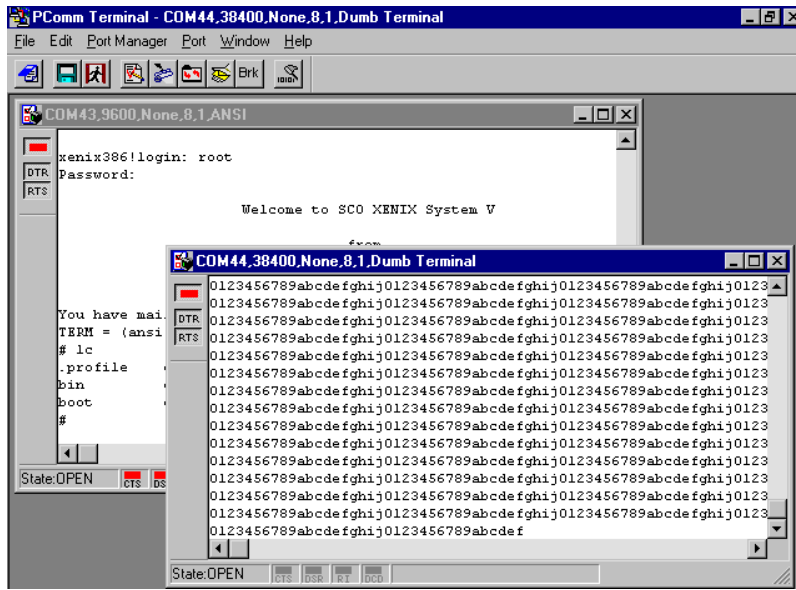 PComm Terminal - COM44,38400,None,8,1,Dumb Terminal
File Edit Port Manager Port Window Help
Brk
COM43,9600,None,8,1,ANSI
DTR
RTS
xenix386!login: root
Password:
Welcome to SCO XENIX System V
from
You have mai
TERM = (ansi
# lc
.profile
bin
boot
#
State:OPEN CTS DS
COM44,38400,None,8,1,Dumb Terminal
DTR
RTS
0123456789abcdefghij0123456789abcdefghij0123456789abcdefghij0123
0123456789abcdefghij0123456789abcdefghij0123456789abcdefghij0123
0123456789abcdefghij0123456789abcdefghij0123456789abcdefghij0123
0123456789abcdefghij0123456789abcdefghij0123456789abcdefghij0123
0123456789abcdefghij0123456789abcdefghij0123456789abcdefghij0123
0123456789abcdefghij0123456789abcdefghij0123456789abcdefghij0123
0123456789abcdefghij0123456789abcdefghij0123456789abcdefghij0123
0123456789abcdefghij0123456789abcdefghij0123456789abcdefghij0123
0123456789abcdefghij0123456789abcdefghij0123456789abcdefghij0123
0123456789abcdefghij0123456789abcdefghij0123456789abcdefghij0123
0123456789abcdefghij0123456789abcdefghij0123456789abcdefghij0123
0123456789abcdefghij0123456789abcdefghij0123456789abcdefghij0123
0123456789abcdefghij0123456789abcdefghij0123456789abcdefghij0123
0123456789abcdefghij0123456789abcdefghij0123456789abcdefghij0123
0123456789abcdefghij0123456789abcdef
State:OPEN CTS DSR RI DCD